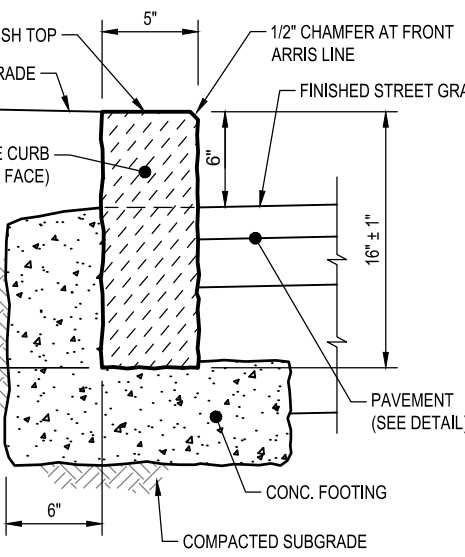 5"
SH TOP
1/2" CHAMFER AT FRONT
ARRIS LINE
RADE
FINISHED STREET GRA
E CURB
FACE)
6"
16" ± 1"
PAVEMENT
(SEE DETAIL)
CONC. FOOTING
6"
COMPACTED SUBGRADE